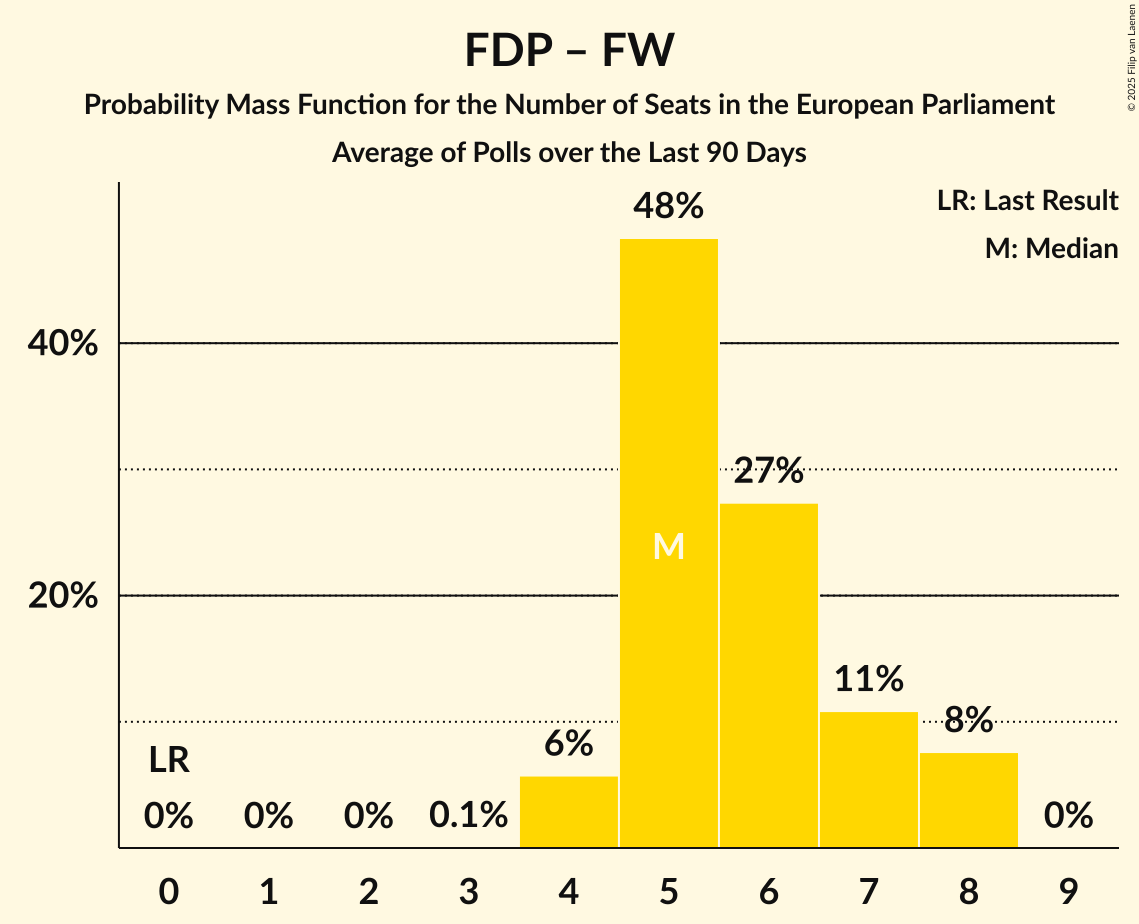 FDP – FW
Probability Mass Function for the Number of Seats in the European Parliament
Average of Polls over the Last 90 Days
© 2025 Filip van Laenen
LR: Last Result
M: Median
48%
40%
27%
M
20%
11%
8%
6%
LR
0% 0% 0% 0.1% 0%
0 1 2 3 4 5 6 7 8 9